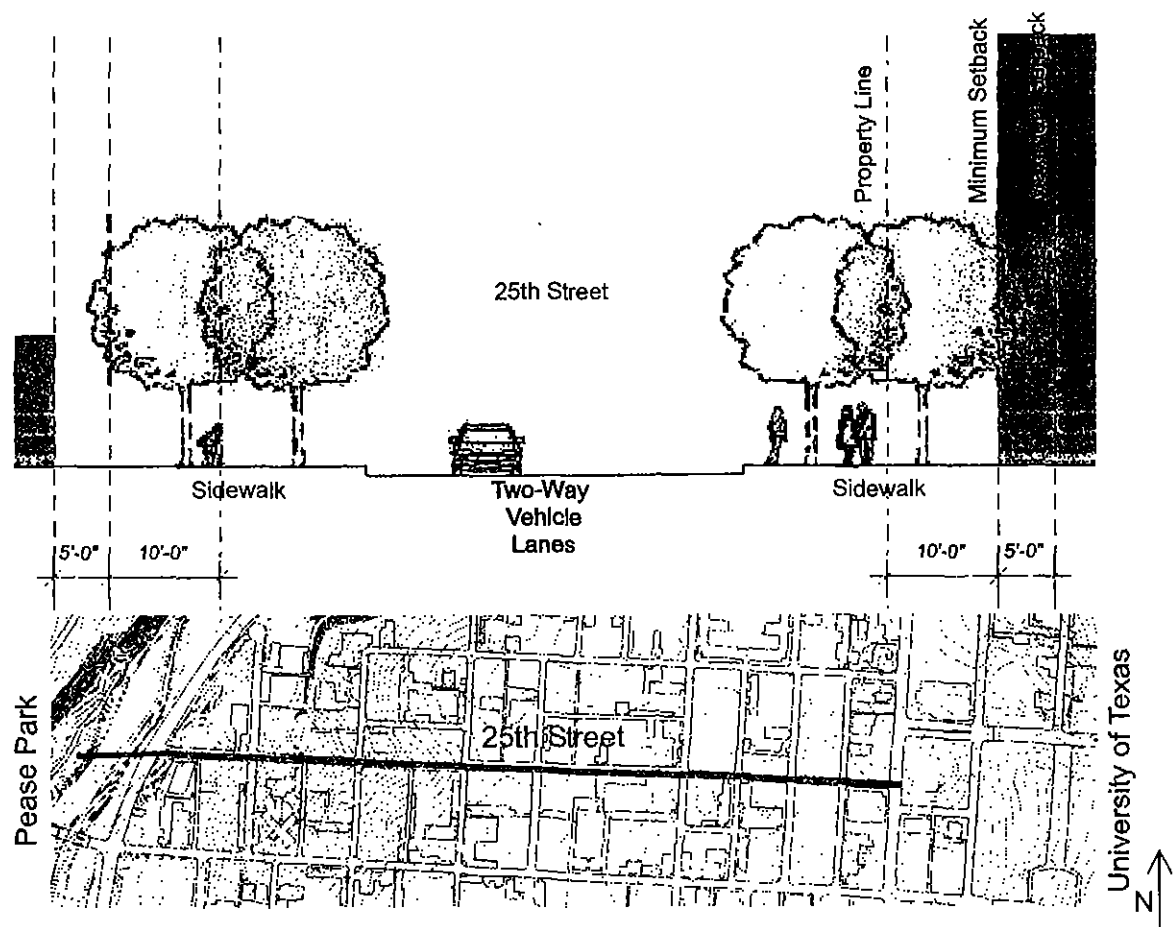 Property Line
Minimum Setback
25th Street
Sidewalk
Two-Way
Vehicle
Lanes
Sidewalk
5'-0"
10'-0"
10'-0"
5'-0"
Pease Park
25th Street
University of Texas
N